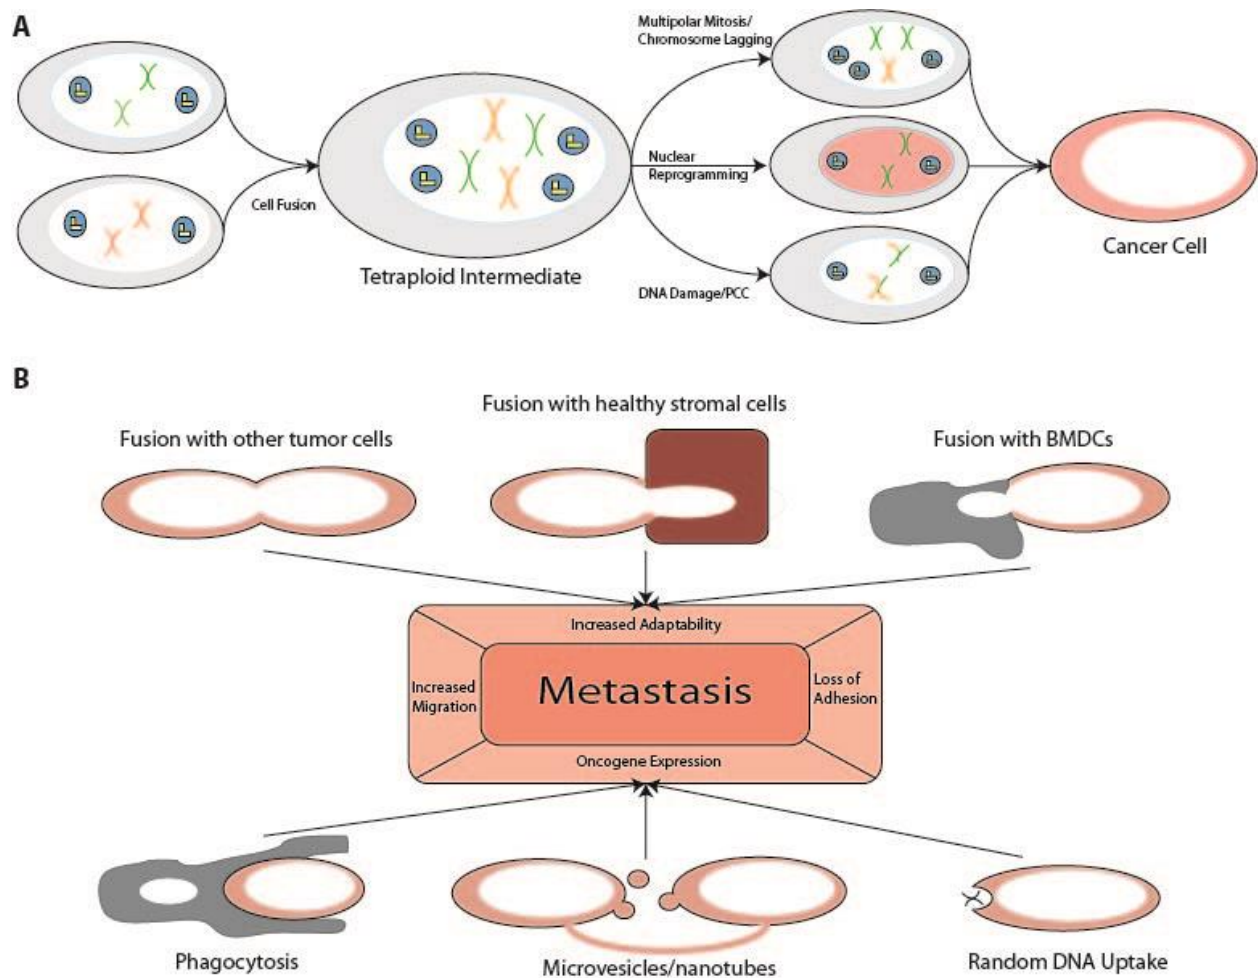 A
Multipolar Mitosis/
Chromosome Lagging
Cell Fusion
Nuclear
Reprogramming
Tetraploid Intermediate
DNA Damage/PCC
Cancer Cell
B
Fusion with other tumor cells
Fusion with healthy stromal cells
Fusion with BMDCs
Increased Adaptability
Increased
Migration
Metastasis
Loss of
Adhesion
Oncogene Expression
Phagocytosis
Microvesicles/nanotubes
Random DNA Uptake